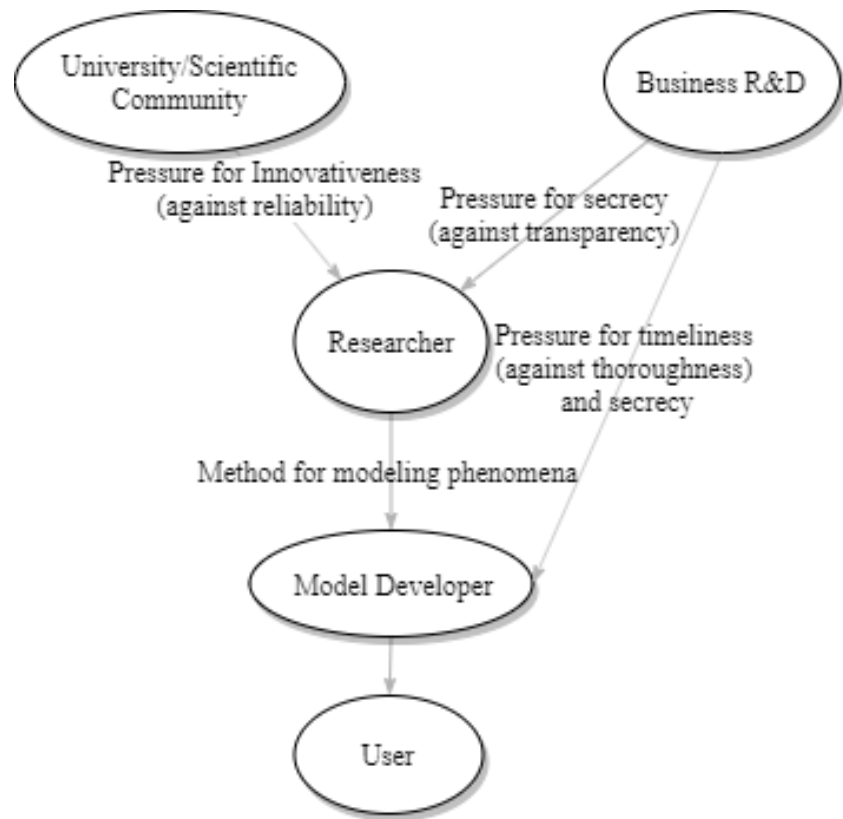 University/Scientific
Community
Business R&D
Pressure for Innovativeness
(against reliability)
Pressure for secrecy
(against transparency)
Researcher
Pressure for timeliness
(against thoroughness)
and secrecy
Method for modeling phenomena
Model Developer
User